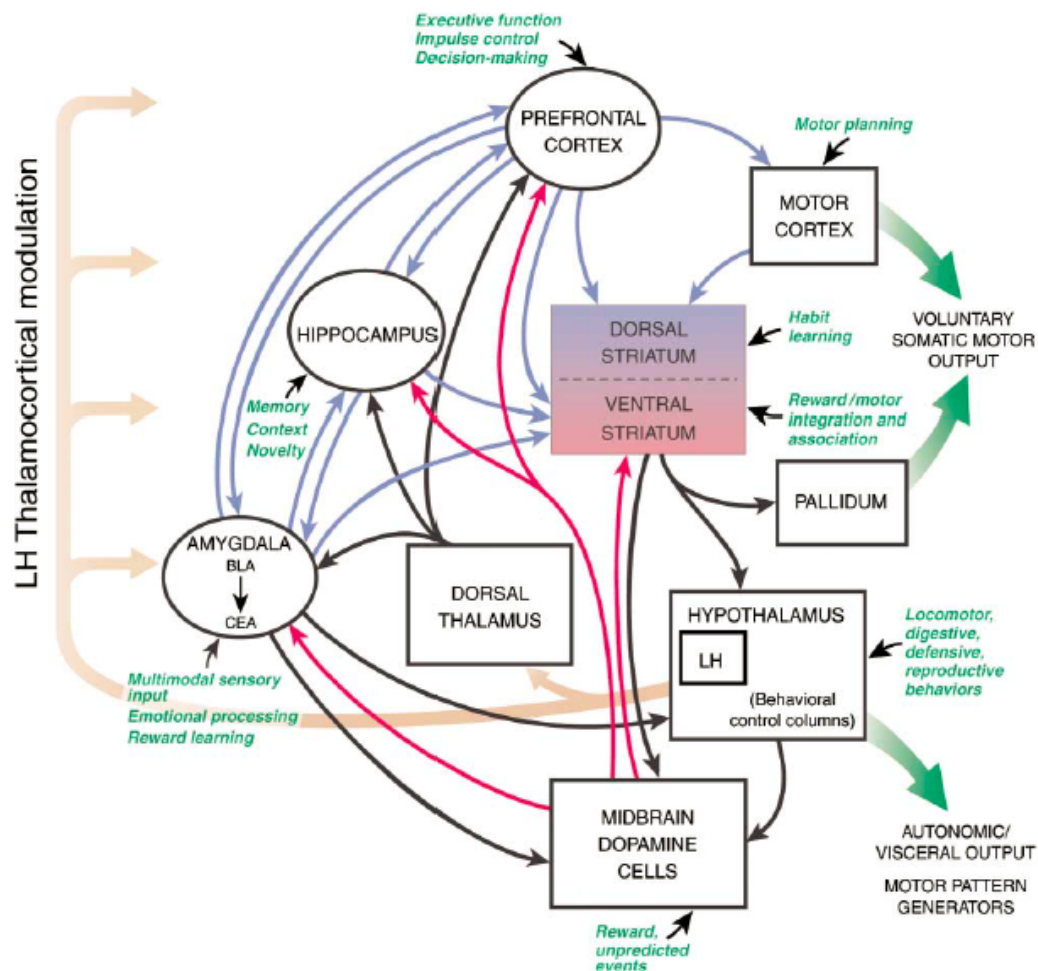 Executive function
Impulse control
Decision-making
PREFRONTAL
CORTEX
Motor planning
MOTOR
CORTEX
LH Thalamocortical modulation
HIPPOCAMPUS
Memory
Context
Novelty
DORSAL
STRIATUM
VENTRAL
STRIATUM
Habit
learning
Reward/motor
integration and
association
VOLUNTARY
SOMATIC MOTOR
OUTPUT
PALLIDUM
AMYGDALA
BLA
CEA
Multimodal sensory
input
Emotional processing
Reward learning
DORSAL
THALAMUS
HYPOTHALAMUS
LH
(Behavioral
control columns)
Locomotor,
digestive,
defensive,
reproductive
behaviors
MIDBRAIN
DOPAMINE
CELLS
Reward,
unpredicted
events
AUTONOMIC/
VISCERAL OUTPUT
MOTOR PATTERN
GENERATORS